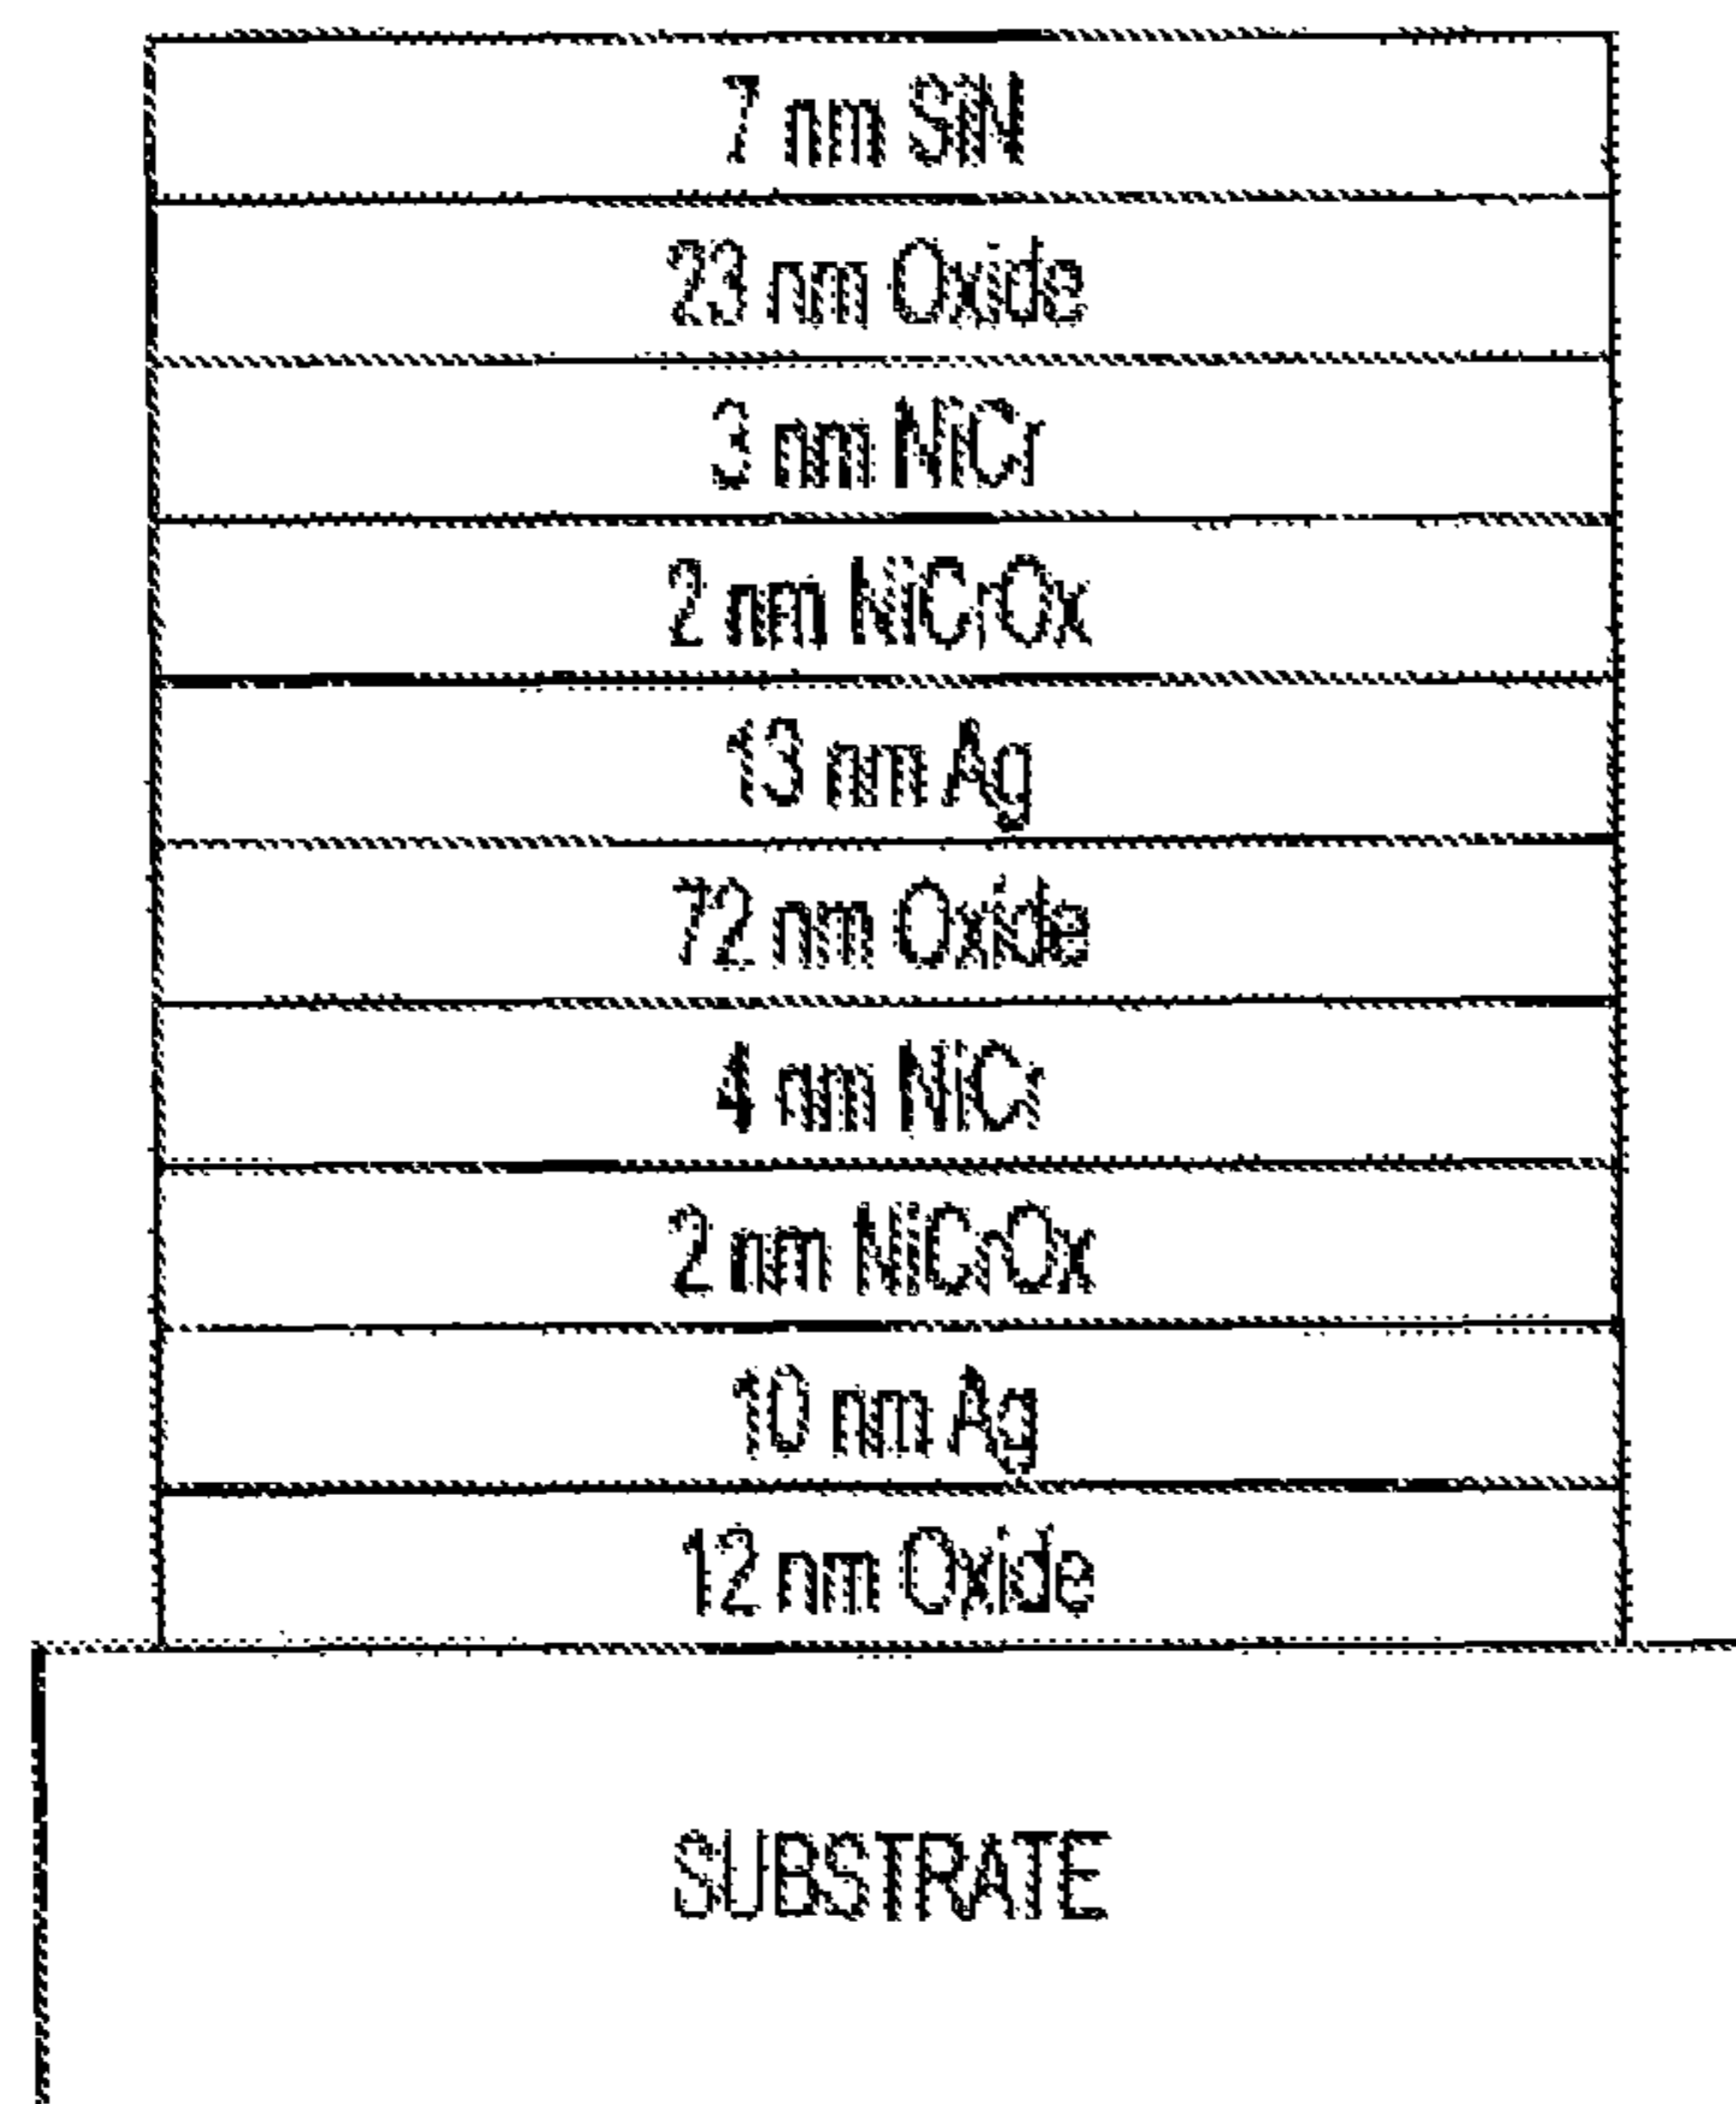 7 nm SiN
23 nm Oxide
3 nm NiCr
2 nm NiCrOx
13 nm Ag
72 nm Oxide
4 nm NiCr
2 nm NiCrOx
10 nm Ag
12 nm Oxide
SUBSTRATE